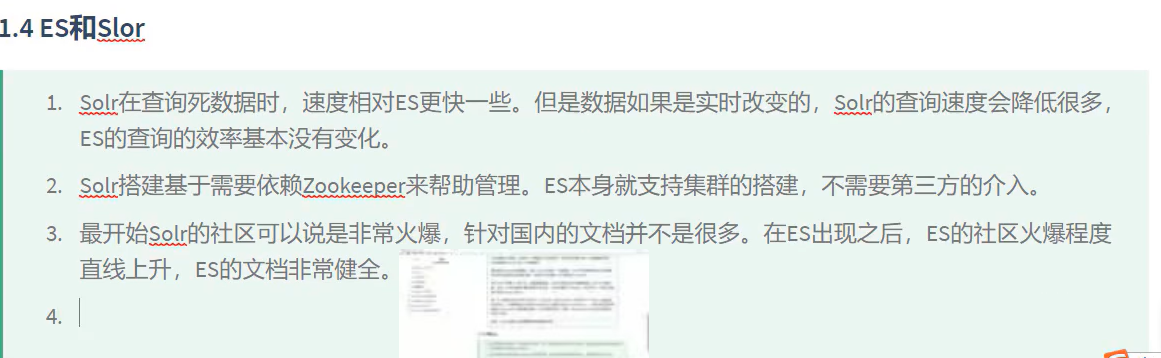 1.4 ES和Slor
1. Solr在查询死数据时，速度相对ES更快一些。但是数据如果是实时改变的，Solr的查询速度会降低很多，
ES的查询的效率基本没有变化。
2. Solr搭建基于需要依赖Zookeeper来帮助管理。ES本身就支持集群的搭建，不需要第三方的介入。
3. 最开始Solr的社区可以说是非常火爆，针对国内的文档并不是很多。在ES出现之后，ES的社区火爆程度
直线上升，ES的文档非常健全。
4.